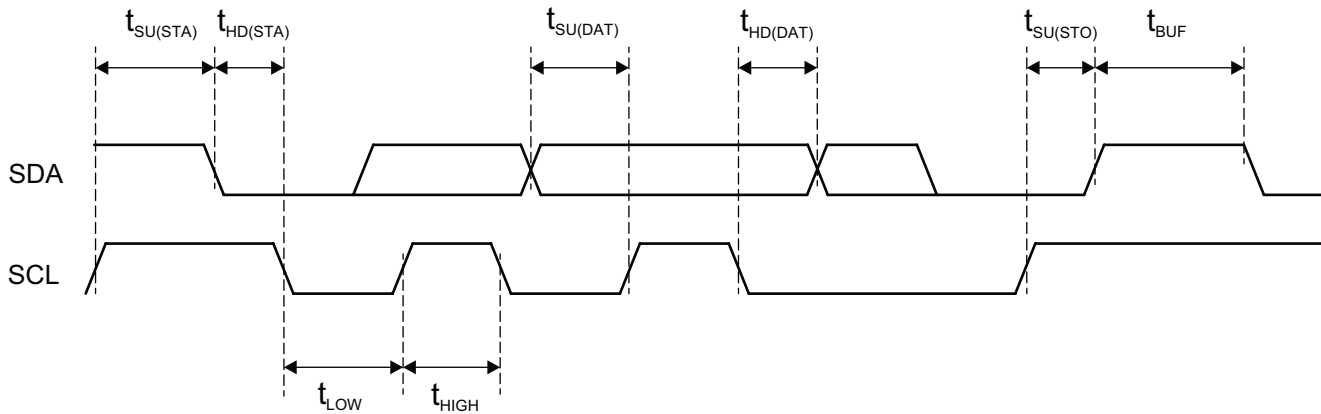 tSU(STA) tHD(STA) tSU(DAT) tHD(DAT) tSU(STO) tBUF
SDA
SCL
tLOW tHIGH